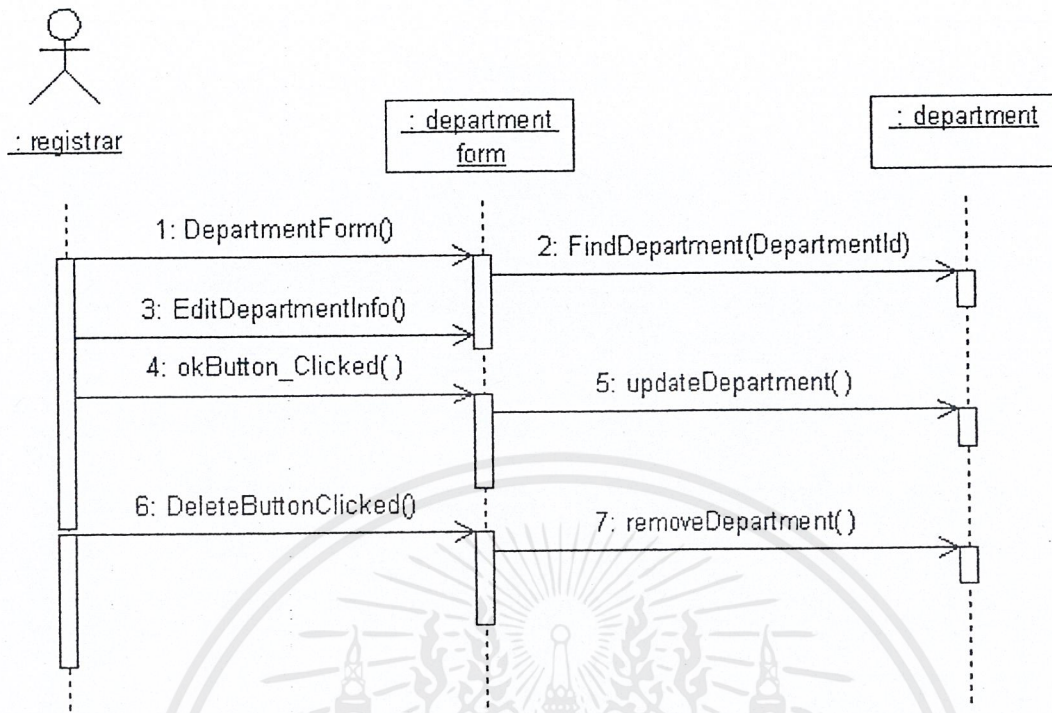 : registrar
: department
form
: department
1: DepartmentForm()
2: FindDepartment(DepartmentId)
3: EditDepartmentInfo()
4: okButton_Clicked( )
5: updateDepartment( )
6: DeleteButtonClicked()
7: removeDepartment( )